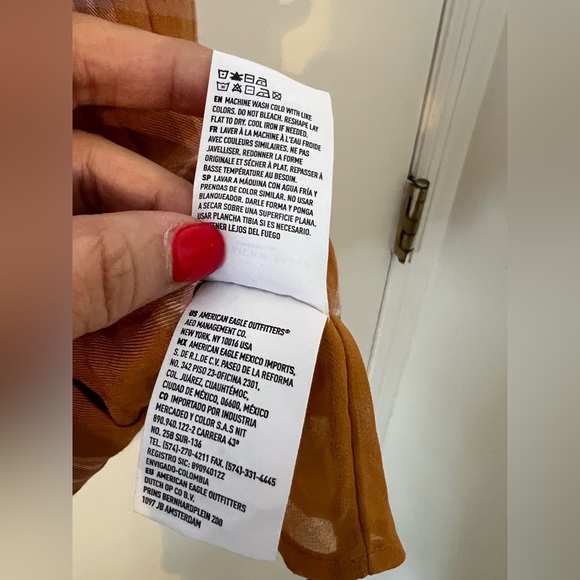 EN MACHINE WASH COLD WITH LIKE
COLORS. DO NOT BLEACH. RESHAPE LAY
FLAT TO DRY. COOL IRON IF NEEDED.
FR LAVER À LA MACHINE À L'EAU FROIDE
AVEC COULEURS SIMILAIRES. NE PAS
JAVELLISER. REDONNER LA FORME
ORIGINALE ET SÉCHER À PLAT. REPASSER À
BASSE TEMPÉRATURE AU BESOIN.
SP LAVAR A MÁQUINA CON AGUA FRÍA Y
PRENDAS DE COLOR SIMILAR. NO USAR
BLANQUEADOR. DARLE FORMA Y PONGA
A SECAR SOBRE UNA SUPERFICIE PLANA.
USAR PLANCHA TIBIA SI ES NECESARIO.
TENER LEJOS DEL FUEGO
US AMERICAN EAGLE OUTFITTERS®
AEO MANAGEMENT CO.
NEW YORK, NY 10016 USA
MX AMERICAN EAGLE MEXICO IMPORTS,
S. DE R.L.DE C.V. PASEO DE LA REFORMA
NO. 342 PISO 23-OFICINA 2301,
COL. JUÁREZ, CUAUHTÉMOC,
CIUDAD DE MÉXICO, 06600, MÉXICO
CO IMPORTADO POR INDUSTRIA
MERCADEO Y COLOR S.A.S NIT
890.940.122-2 CARRERA 43ª
NO. 25B SUR-136
TEL. (574)-270-4211 FAX. (574)-331-4445
REGISTRO SIC: 890940122
ENVIGADO-COLOMBIA
EU AMERICAN EAGLE OUTFITTERS
DUTCH OP CO B.V.
PRINS BERNHARDPLEIN 200
1097 JB AMSTERDAM